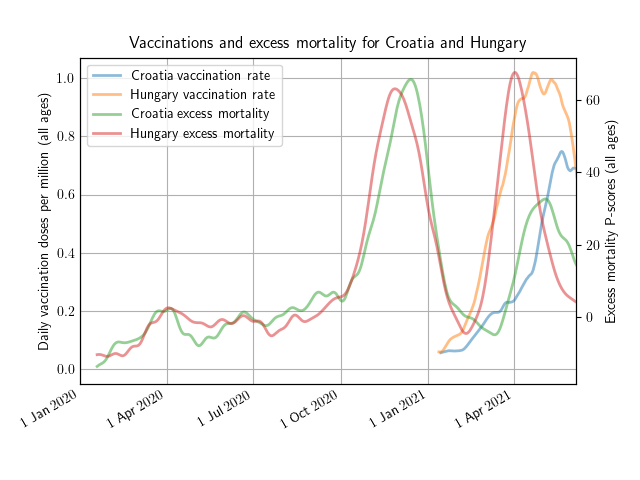 Vaccinations and excess mortality for Croatia and Hungary
Croatia vaccination rate
Hungary vaccination rate
Croatia excess mortality
Hungary excess mortality
Daily vaccination doses per million (all ages)
1.0
0.8
0.6
0.4
0.2
0.0
Excess mortality P-scores (all ages)
60
40
20
0
1 Jan 2020
1 Apr 2020
1 Jul 2020
1 Oct 2020
1 Jan 2021
1 Apr 2021